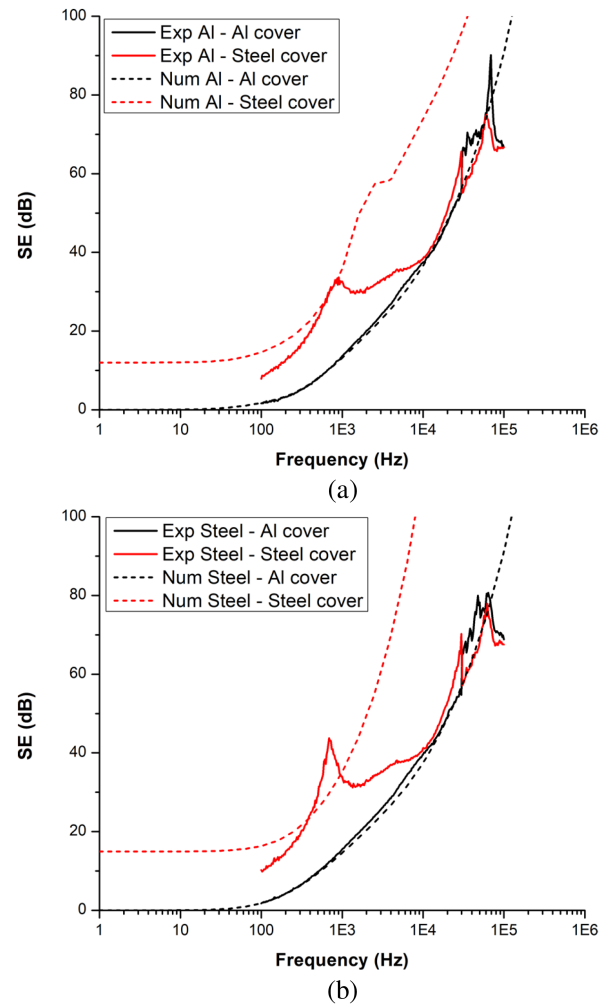 100
80
60
40
20
0
SE (dB)
Exp Al - Al cover
Exp Al - Steel cover
Num Al - Al cover
Num Al - Steel cover
1 10 100 1E3 1E4 1E5 1E6
Frequency (Hz)
(a)
100
80
60
40
20
0
SE (dB)
Exp Steel - Al cover
Exp Steel - Steel cover
Num Steel - Al cover
Num Steel - Steel cover
1 10 100 1E3 1E4 1E5 1E6
Frequency (Hz)
(b)